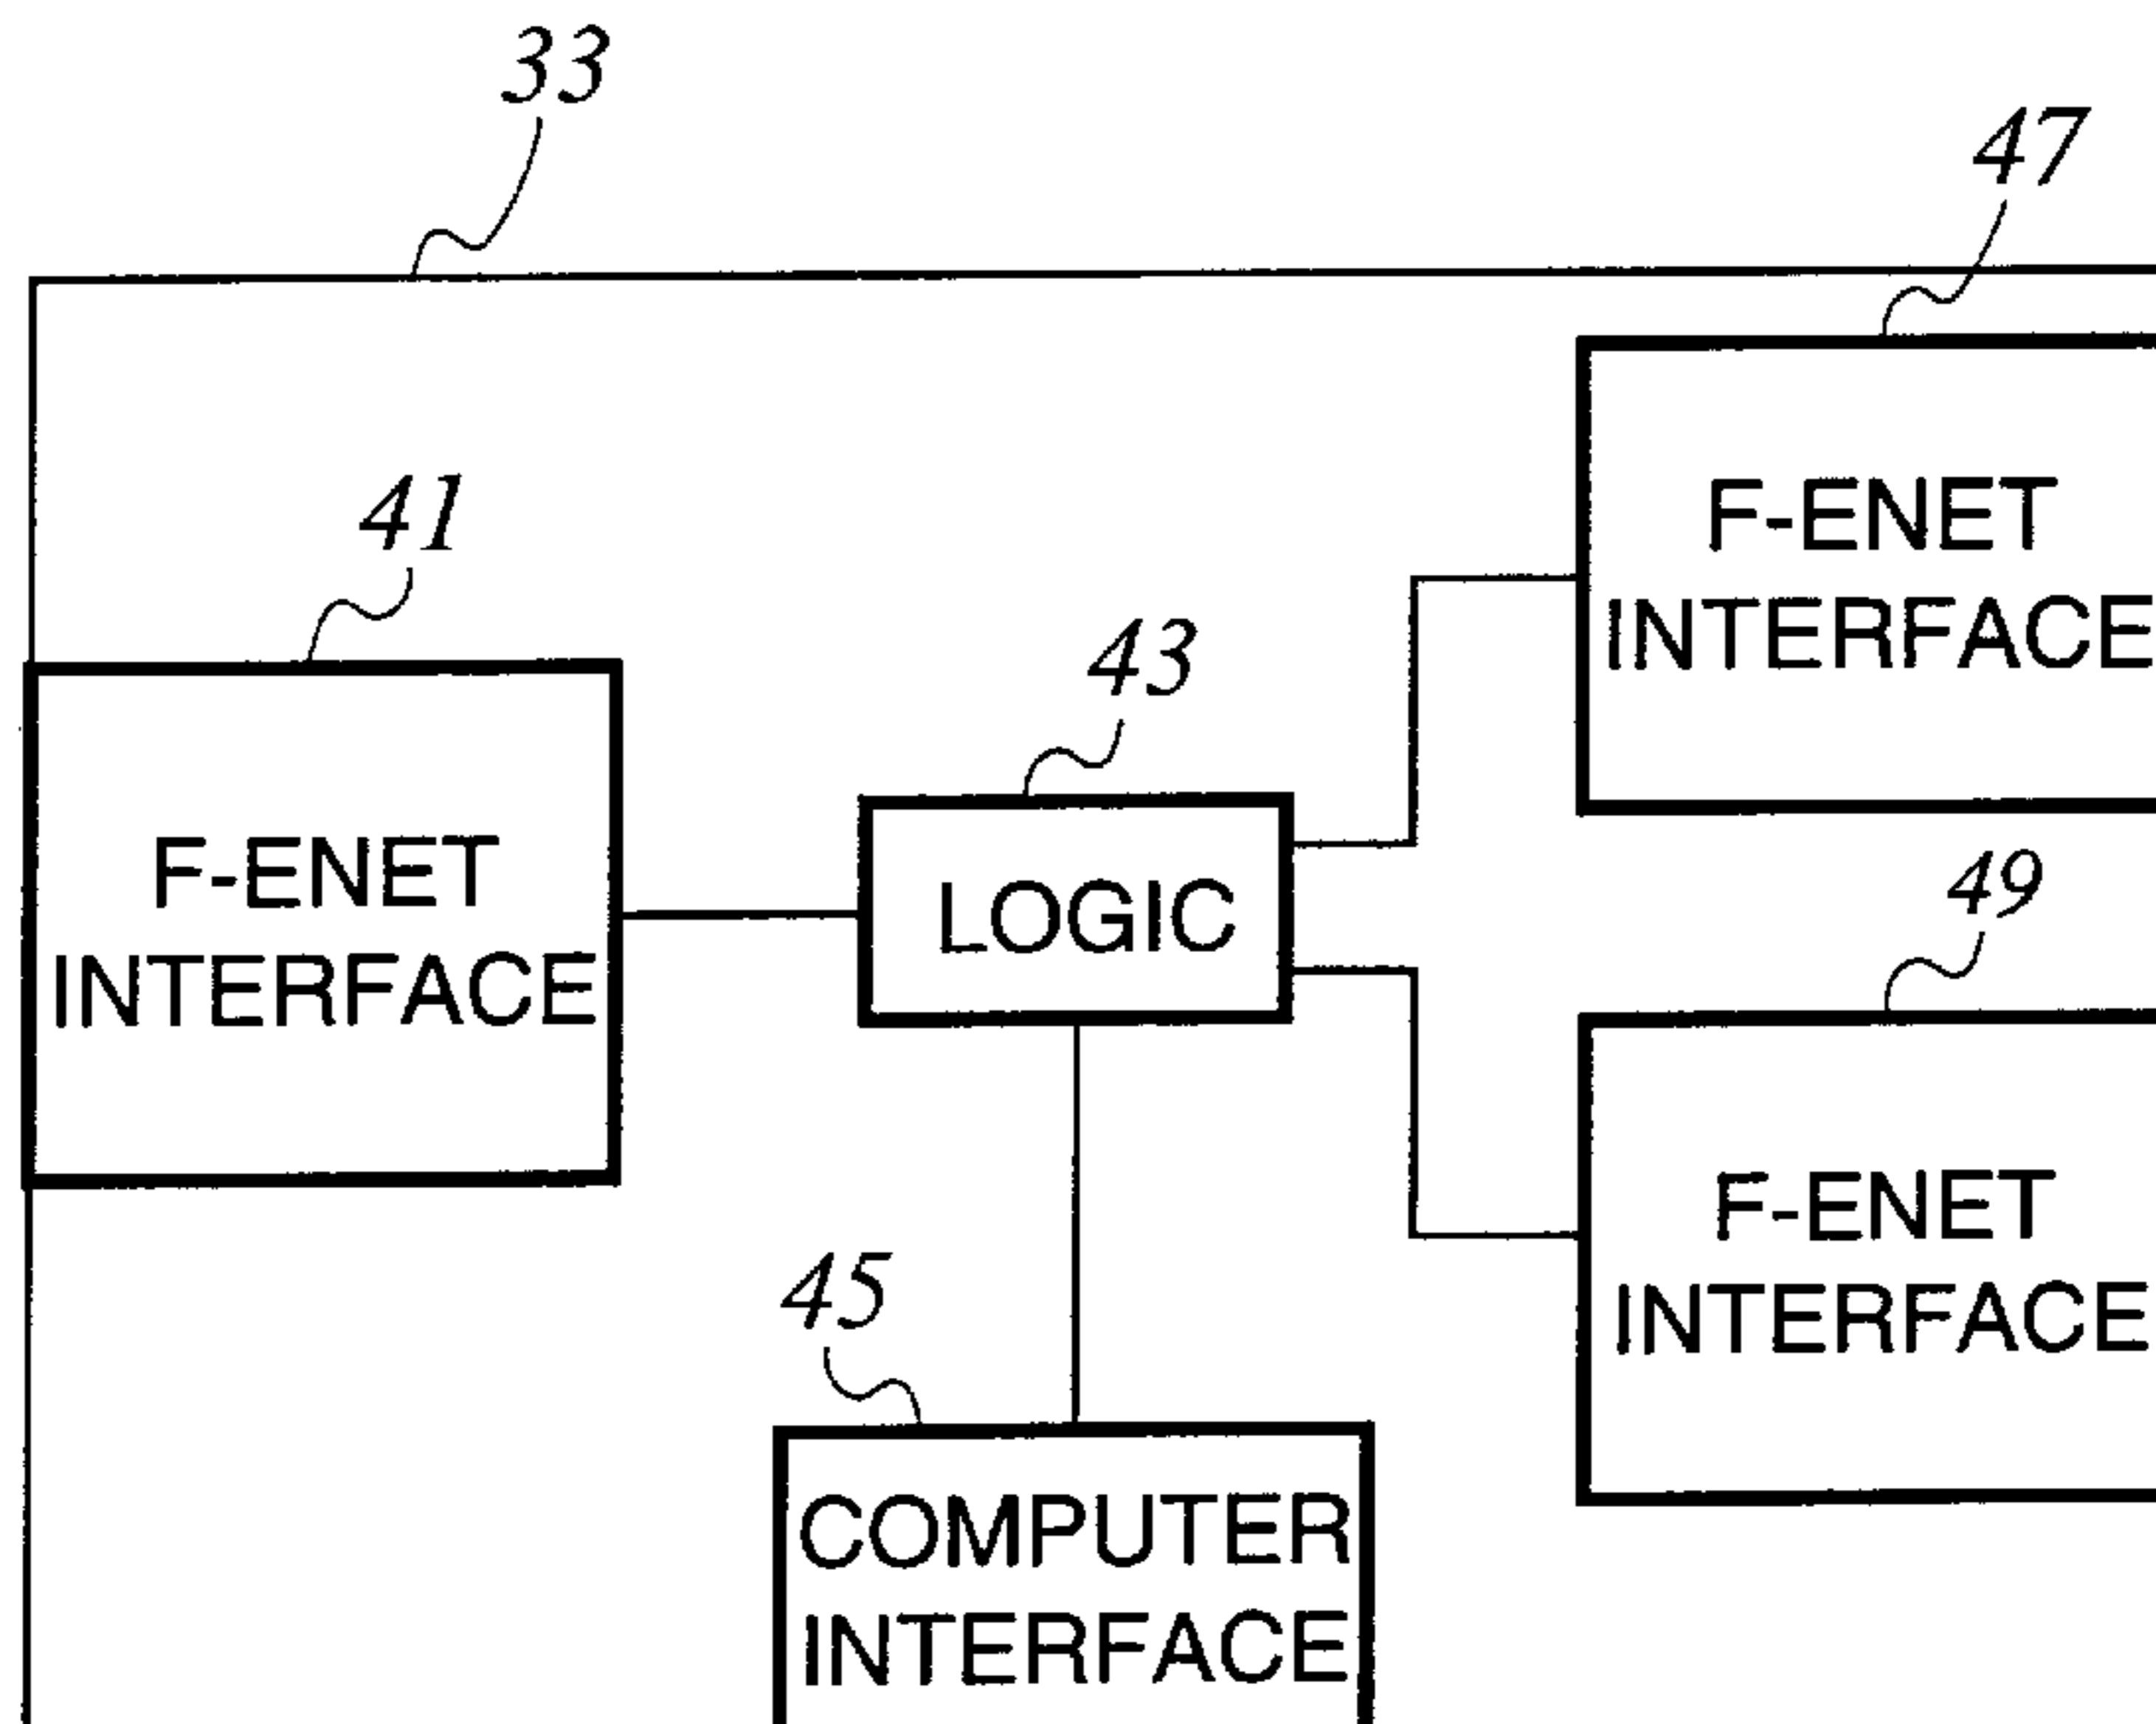 33
47
F-ENET
INTERFACE
41
F-ENET
INTERFACE
43
LOGIC
49
F-ENET
INTERFACE
45
COMPUTER
INTERFACE